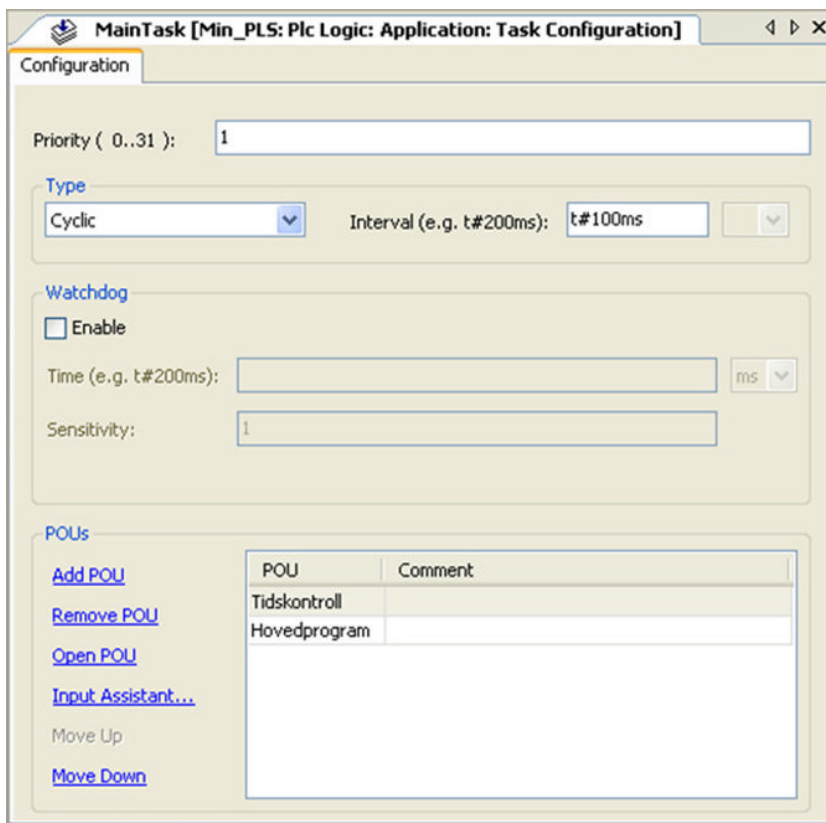 MainTask [Min_PLS: Plc Logic: Application: Task Configuration]
Configuration
Priority ( 0..31 ): 1
Type
Cyclic Interval (e.g. t#200ms): t#100ms
Watchdog
Enable
Time (e.g. t#200ms): ms
Sensitivity: 1
POUs
Add POU
Remove POU
Open POU
Input Assistant...
Move Up
Move Down
POU Comment
Tidskontroll
Hovedprogram